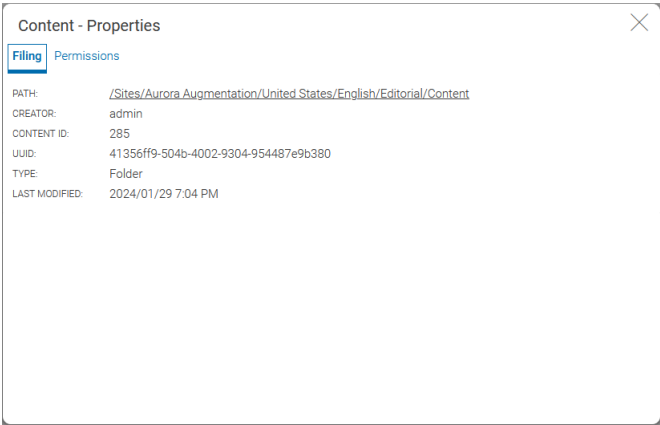 Content - Properties
Filing Permissions
PATH: /Sites/Aurora Augmentation/United States/English/Editorial/Content
CREATOR: admin
CONTENT ID: 285
UUID: 41356ff9-504b-4002-9304-954487e9b380
TYPE: Folder
LAST MODIFIED: 2024/01/29 7:04 PM